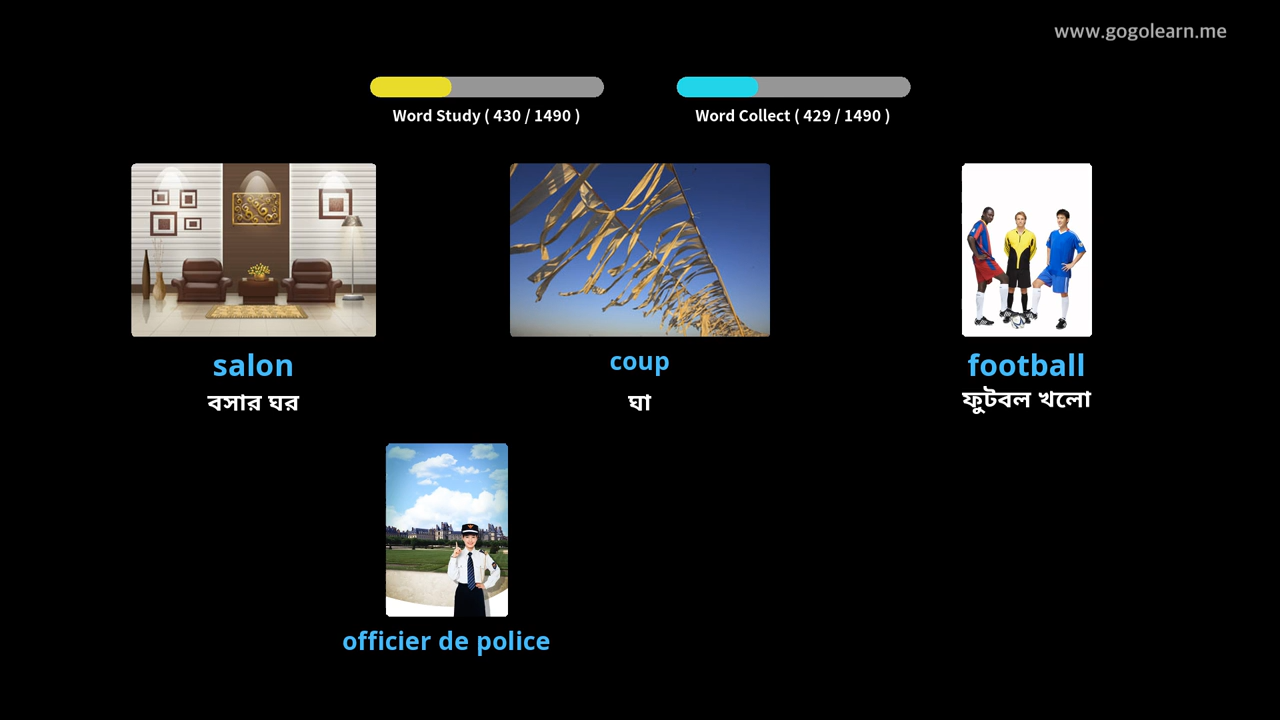 www.gogolearn.me
Word Study ( 430 / 1490 )
Word Collect ( 429 / 1490 )
salon
coup
football
বসার ঘর
ঘা
ফুটবল খলো
officier de police